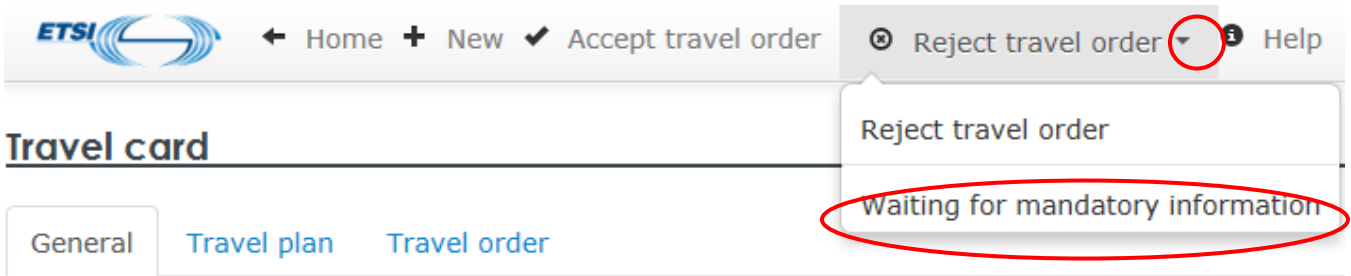 ETSI Home New Accept travel order Reject travel order Help
Reject travel order
Travel card
Waiting for mandatory information
General Travel plan Travel order